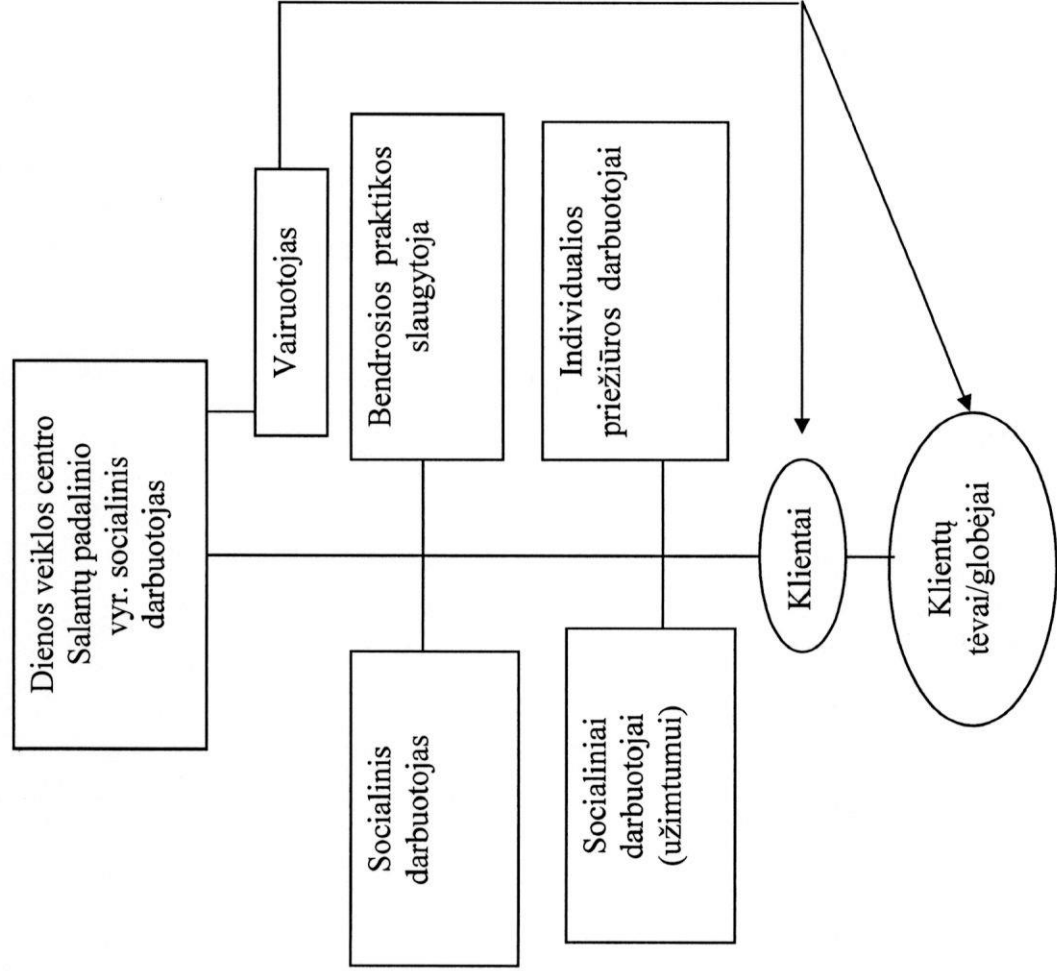 Dienos veiklos centro
Salantų padalinio
vyr. socialinis
darbuotojas
Vairuotojas
Socialinis
darbuotojas
Bendrosios praktikos
slaugytoja
Socialiniai
darbuotojai
(užimtumui)
Individualios
priežiūros darbuotojai
Klientai
Klientų
tėvai/globėjai